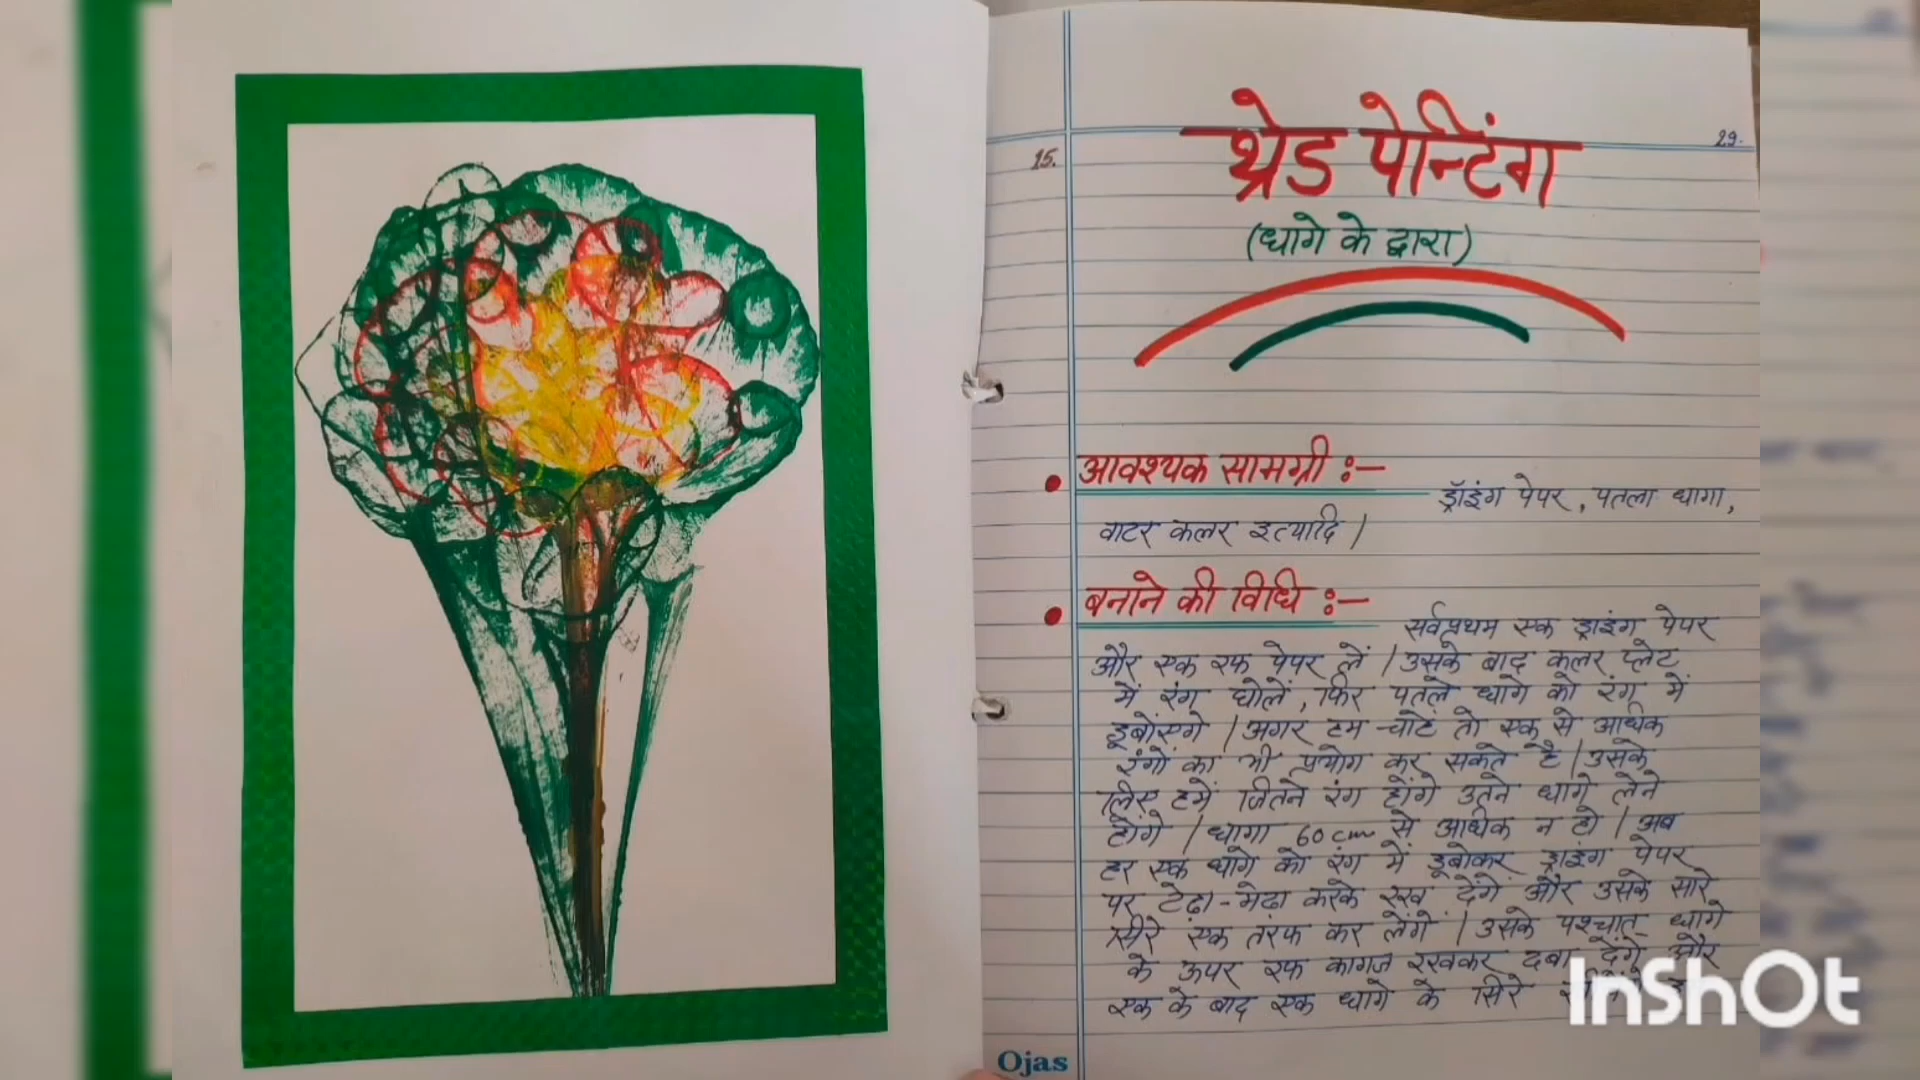 15.
29.
थ्रेड पेन्टिंग
(धागे के द्वारा)
आवश्यक सामग्री :-
ड्रॉइंग पेपर, पतला धागा,
वाटर कलर इत्यादि।
बनाने की विधि :-
सर्वप्रथम एक ड्राइंग पेपर
और एक रफ पेपर लें। उसके बाद कलर प्लेट
में रंग घोलें, फिर पतले धागे को रंग में
डूबोएंगे। अगर हम चाहें तो एक से अधिक
रंगों का भी प्रयोग कर सकते है। उसके
लिए हमें जितने रंग होंगे उतने धागे लेने
होंगे। धागा 60 cm से अधिक न हो। अब
हर एक धागे को रंग में डूबोकर ड्राइंग पेपर
पर टेढ़ा-मेढ़ा करके रख देंगे और उसके सारे
सिरे एक तरफ कर लेंगे। उसके पश्चात् धागे
के ऊपर रफ कागज रखकर दबा देंगे और
एक के बाद एक धागे के सिरे
Ojas
InShOt